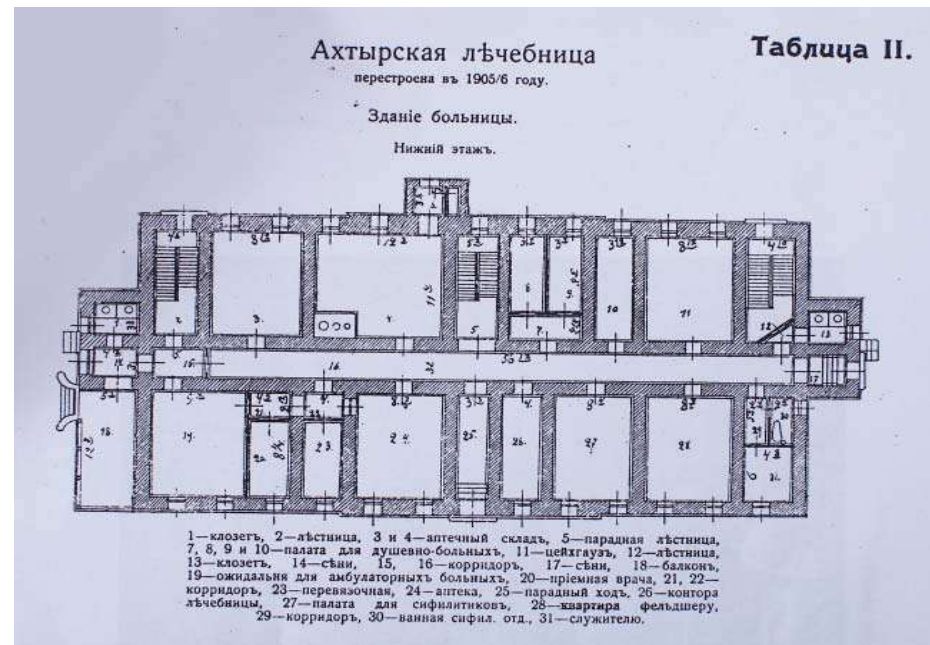 Таблица II.
Ахтырская лѣчебница
перестроена въ 1905/6 году.
Зданіе больницы.
Нижній этажъ.
1—клозетъ, 2—лѣстница, 3 и 4—аптечный складъ, 5—парадная лѣстница,
7, 8, 9 и 10—палата для душевно-больныхъ, 11—цейхгаузъ, 12—лѣстница,
13—клозетъ, 14—сѣни, 15, 16—корридоръ, 17—сѣни, 18—балконъ,
19—ожидальня для амбулаторныхъ больныхъ, 20—пріемная врача, 21, 22—
корридоръ, 23—перевязочная, 24—аптека, 25—парадный ходъ, 26—контора
лѣчебницы, 27—палата для сифилитиковъ, 28—квартира фельдшеру,
29—корридоръ, 30—ванная сифил. отд., 31—служителю.